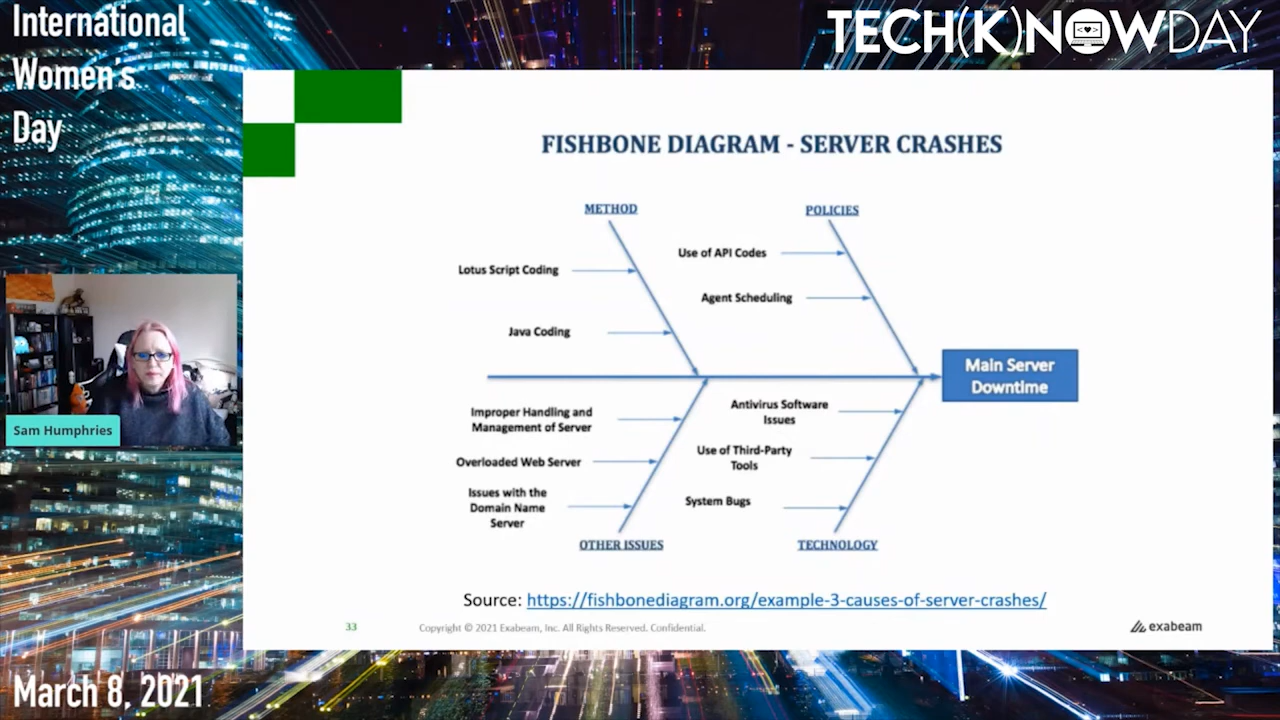 International
Women's
Day
TECH(K)NOWDAY
FISHBONE DIAGRAM - SERVER CRASHES
METHOD
POLICIES
Use of API Codes
Lotus Script Coding
Agent Scheduling
Java Coding
Main Server
Downtime
Improper Handling and
Management of Server
Antivirus Software
Issues
Overloaded Web Server
Use of Third-Party
Tools
Issues with the
Domain Name
Server
System Bugs
OTHER ISSUES
TECHNOLOGY
Source: https://fishbonediagram.org/example-3-causes-of-server-crashes/
33
Copyright © 2021 Exabeam, Inc. All Rights Reserved. Confidential.
exabeam
Sam Humphries
March 8, 2021